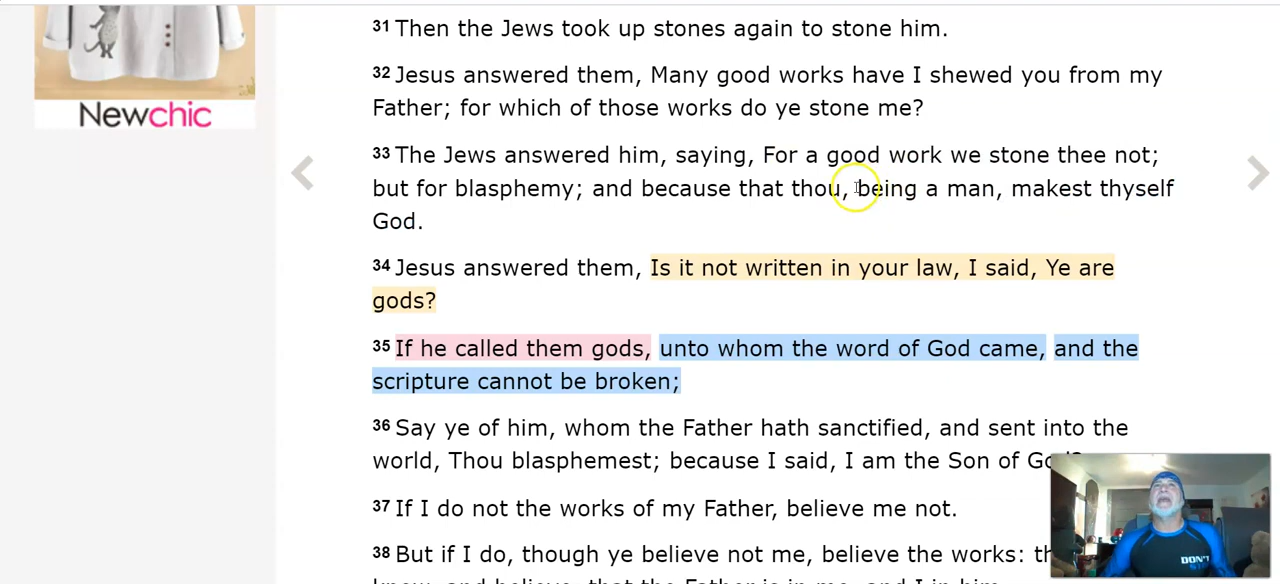 31 Then the Jews took up stones again to stone him.
32 Jesus answered them, Many good works have I shewed you from my
Father; for which of those works do ye stone me?
33 The Jews answered him, saying, For a good work we stone thee not;
but for blasphemy; and because that thou, being a man, makest thyself
God.
34 Jesus answered them, Is it not written in your law, I said, Ye are
gods?
35 If he called them gods, unto whom the word of God came, and the
scripture cannot be broken;
36 Say ye of him, whom the Father hath sanctified, and sent into the
world, Thou blasphemest; because I said, I am the Son of
37 If I do not the works of my Father, believe me not.
38 But if I do, though ye believe not me, believe the works:
Newchic
DON'T